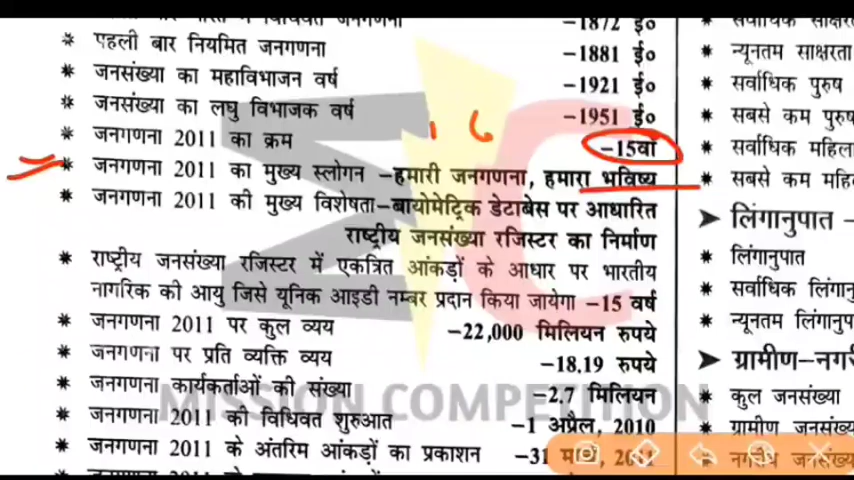 –1872 ई०
* पहली बार नियमित जनगणना –1881 ई०
* जनसंख्या का महाविभाजन वर्ष –1921 ई०
* जनसंख्या का लघु विभाजक वर्ष –1951 ई०
16
* जनगणना 2011 का क्रम –15वां
* जनगणना 2011 का मुख्य स्लोगन –हमारी जनगणना, हमारा भविष्य
* जनगणना 2011 की मुख्य विशेषता–बायोमेट्रिक डेटाबेस पर आधारित
राष्ट्रीय जनसंख्या रजिस्टर का निर्माण
* राष्ट्रीय जनसंख्या रजिस्टर में एकत्रित आंकड़ों के आधार पर भारतीय
नागरिक की आयु जिसे यूनिक आइडी नम्बर प्रदान किया जायेगा –15 वर्ष
* जनगणना 2011 पर कुल व्यय –22,000 मिलियन रुपये
* जनगणना पर प्रति व्यक्ति व्यय –18.19 रुपये
* जनगणना कार्यकर्ताओं की संख्या –2.7 मिलियन
MISSION COMPETITION
* जनगणना 2011 की विधिवत शुरुआत –1 अप्रैल, 2010
* जनगणना 2011 के अंतरिम आंकड़ों का प्रकाशन –31
* न्यूनतम साक्षरता
* सर्वाधिक पुरुष
* सबसे कम पुरु
* सर्वाधिक महिला
* सबसे कम महि
➤ लिंगानुपात –
* लिंगानुपात
* सर्वाधिक लिंगा
* न्यूनतम लिंगानुप
➤ ग्रामीण–नगरी
* कुल जनसंख्या
* ग्रामीण जनसंख्